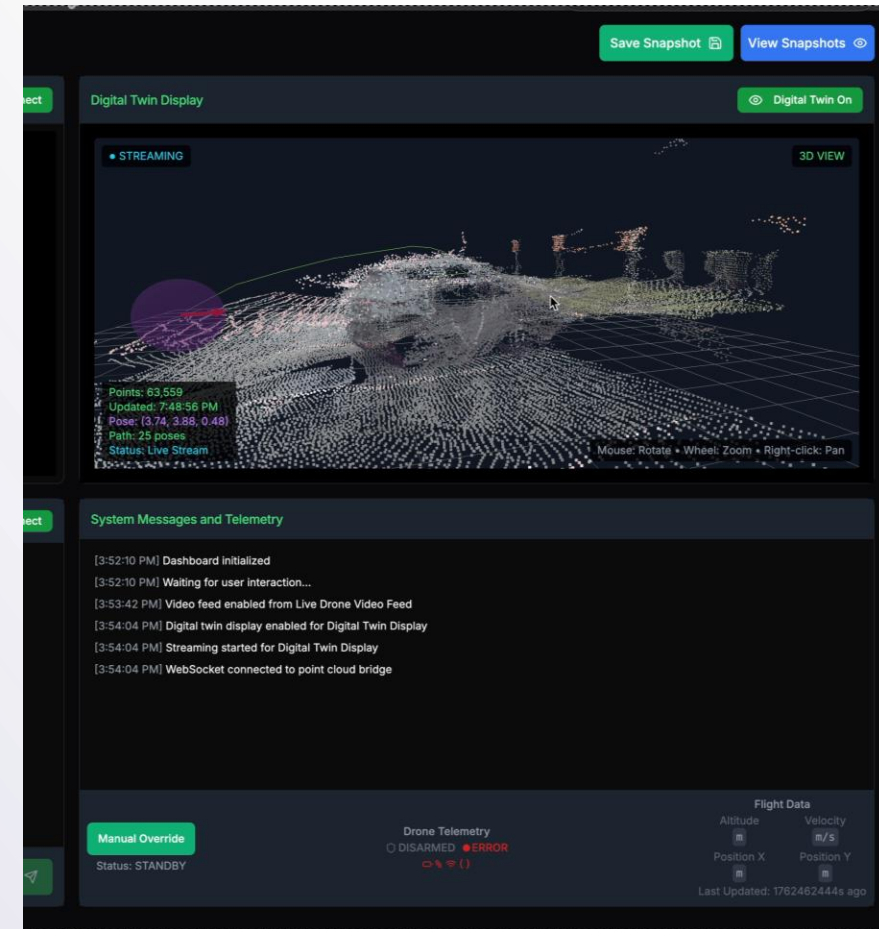 Save Snapshot
View Snapshots
nect
Digital Twin Display
Digital Twin On
• STREAMING
3D VIEW
Points: 63,559
Updated: 7:48:56 PM
Pose: (3.74, 3.88, 0.48)
Path: 25 poses
Status: Live Stream
Mouse: Rotate • Wheel: Zoom • Right-click: Pan
nect
System Messages and Telemetry
[3:52:10 PM] Dashboard initialized
[3:52:10 PM] Waiting for user interaction...
[3:53:42 PM] Video feed enabled from Live Drone Video Feed
[3:54:04 PM] Digital twin display enabled for Digital Twin Display
[3:54:04 PM] Streaming started for Digital Twin Display
[3:54:04 PM] WebSocket connected to point cloud bridge
Manual Override
Status: STANDBY
Drone Telemetry
DISARMED ●ERROR
% ()
Flight Data
Altitude Velocity
m m/s
Position X Position Y
m m
Last Updated: 1762462444s ago